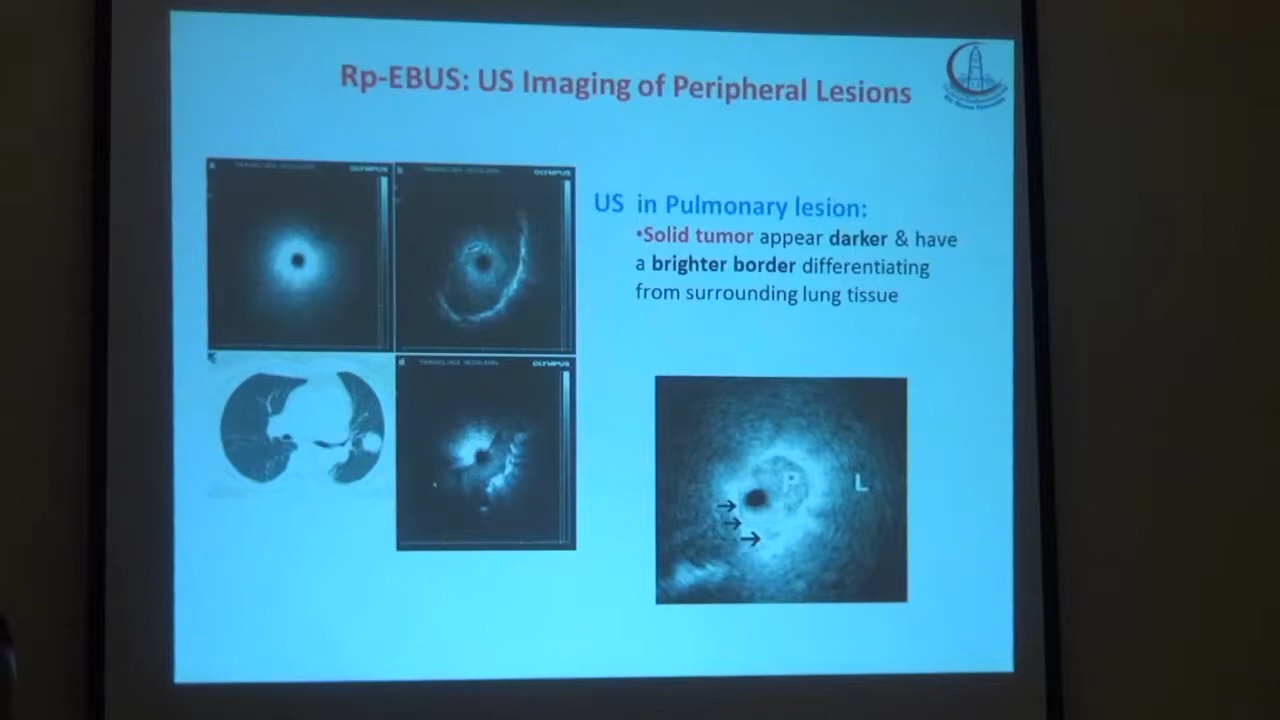 Rp-EBUS: US Imaging of Peripheral Lesions
a
OLYMPUS
b
OLYMPUS
US in Pulmonary lesion:
•Solid tumor appear darker & have
a brighter border differentiating
from surrounding lung tissue
d
OLYMPUS
P
L